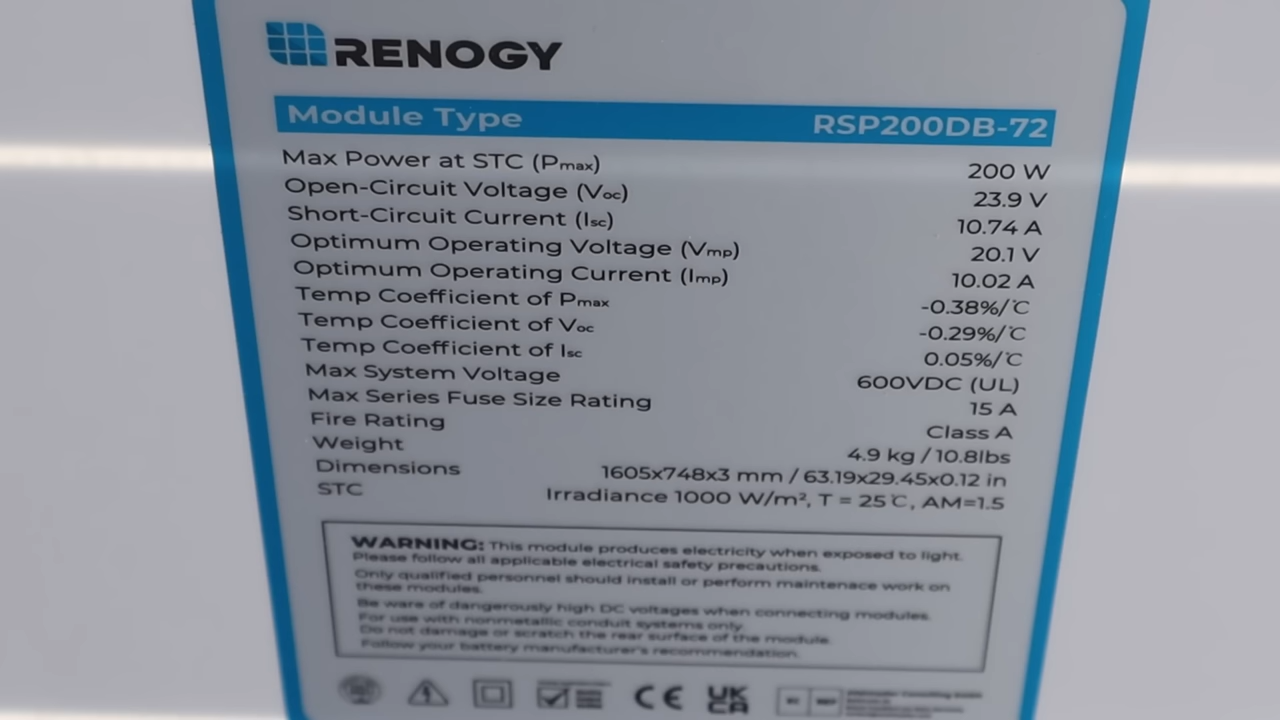 RENOGY
Module Type RSP200DB-72
Max Power at STC (Pmax) 200 W
Open-Circuit Voltage (Voc) 23.9 V
Short-Circuit Current (Isc) 10.74 A
Optimum Operating Voltage (Vmp) 20.1 V
Optimum Operating Current (Imp) 10.02 A
Temp Coefficient of Pmax -0.38%/℃
Temp Coefficient of Voc -0.29%/℃
Temp Coefficient of Isc 0.05%/℃
Max System Voltage 600VDC (UL)
Max Series Fuse Size Rating 15 A
Fire Rating Class A
Weight 4.9 kg / 10.8lbs
Dimensions 1605x748x3 mm / 63.19x29.45x0.12 in
STC Irradiance 1000 W/m², T = 25℃, AM=1.5
WARNING: This module produces electricity when exposed to light.
Please follow all applicable electrical safety precautions.
Only qualified personnel should install or perform maintenace work on
these modules.
Be ware of dangerously high DC voltages when connecting modules.
For use with nonmetallic conduit systems only.
Do not damage or scratch the rear surface of the module.
Follow your battery manufacturer's recommendation.
CE UK
CA